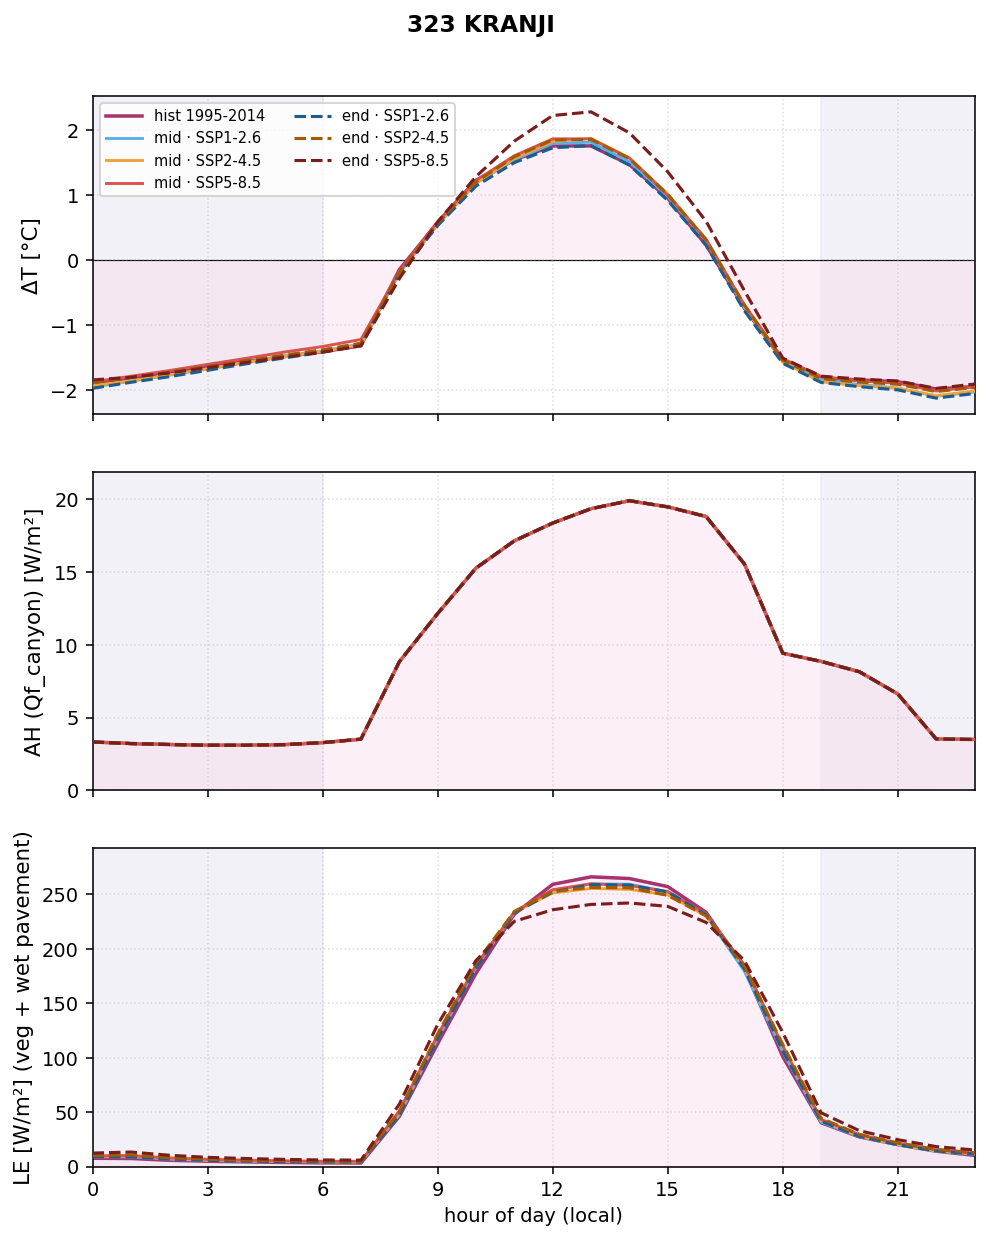 323 KRANJI
hist 1995-2014
mid · SSP1-2.6
mid · SSP2-4.5
mid · SSP5-8.5
end · SSP1-2.6
end · SSP2-4.5
end · SSP5-8.5
ΔT [°C]
2
1
0
−1
−2
AH (Qf_canyon) [W/m²]
20
15
10
5
0
LE [W/m²] (veg + wet pavement)
250
200
150
100
50
0
0 3 6 9 12 15 18 21
hour of day (local)